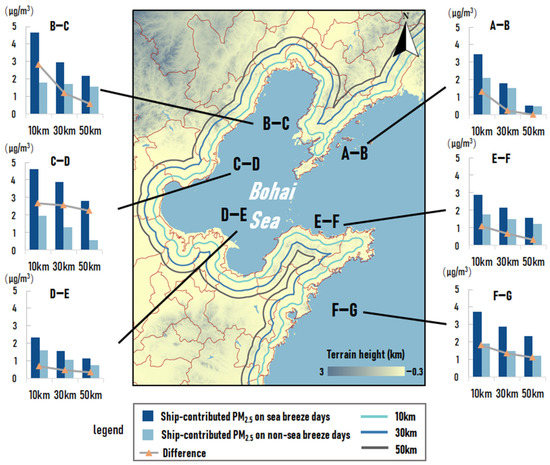 (μg/m³)
B–C
5
4
3
2
1
0
10km 30km 50km
(μg/m³)
C–D
5
4
3
2
1
0
10km 30km 50km
(μg/m³)
D–E
5
4
3
2
1
0
10km 30km 50km
N
B–C
A–B
C–D
Bohai
Sea
D–E
E–F
F–G
Terrain height (km)
3
-0.3
(μg/m³)
A–B
5
4
3
2
1
0
10km 30km 50km
(μg/m³)
E–F
5
4
3
2
1
0
10km 30km 50km
(μg/m³)
F–G
5
4
3
2
1
0
10km 30km 50km
legend
Ship-contributed PM2.5 on sea breeze days
Ship-contributed PM2.5 on non-sea breeze days
Difference
10km
30km
50km